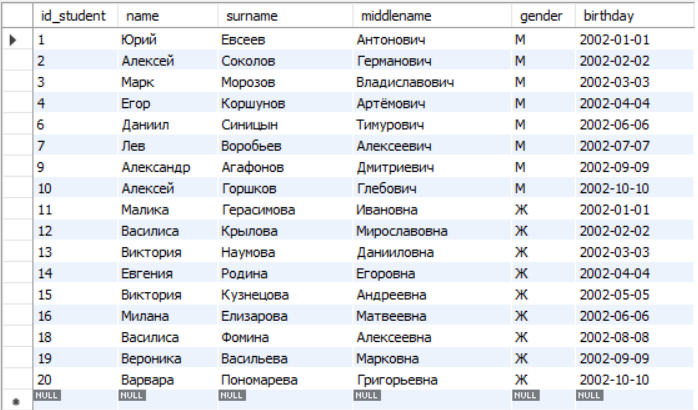 id_student name surname middlename gender birthday
1 Юрий Евсеев Антонович М 2002-01-01
2 Алексей Соколов Германович М 2002-02-02
3 Марк Морозов Владиславович М 2002-03-03
4 Егор Коршунов Артёмович М 2002-04-04
6 Даниил Синицын Тимурович М 2002-06-06
7 Лев Воробьев Алексеевич М 2002-07-07
9 Александр Агафонов Дмитриевич М 2002-09-09
10 Алексей Горшков Глебович М 2002-10-10
11 Малика Герасимова Ивановна Ж 2002-01-01
12 Василиса Крылова Мирославовна Ж 2002-02-02
13 Виктория Наумова Данииловна Ж 2002-03-03
14 Евгения Родина Егоровна Ж 2002-04-04
15 Виктория Кузнецова Андреевна Ж 2002-05-05
16 Милана Елизарова Матвеевна Ж 2002-06-06
18 Василиса Фомина Алексеевна Ж 2002-08-08
19 Вероника Васильева Марковна Ж 2002-09-09
20 Варвара Пономарева Григорьевна Ж 2002-10-10
NULL NULL NULL NULL NULL NULL